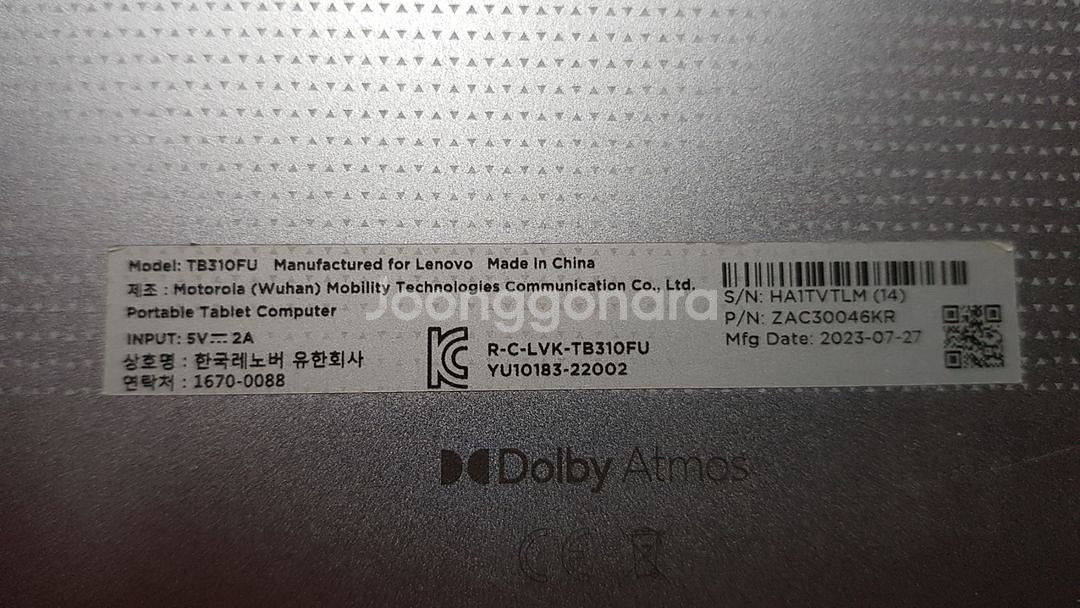 Model: TB310FU Manufactured for Lenovo Made In China
제조 : Motorola (Wuhan) Mobility Technologies Communication Co., Ltd.
Portable Tablet Computer
INPUT: 5V⎓2A
상호명 : 한국레노버 유한회사
연락처 : 1670-0088
R-C-LVK-TB310FU
YU10183-22002
S/N: HA1TVTLM (14)
P/N: ZAC30046KR
Mfg Date: 2023-07-27
Joonggonara
Dolby Atmos
CE